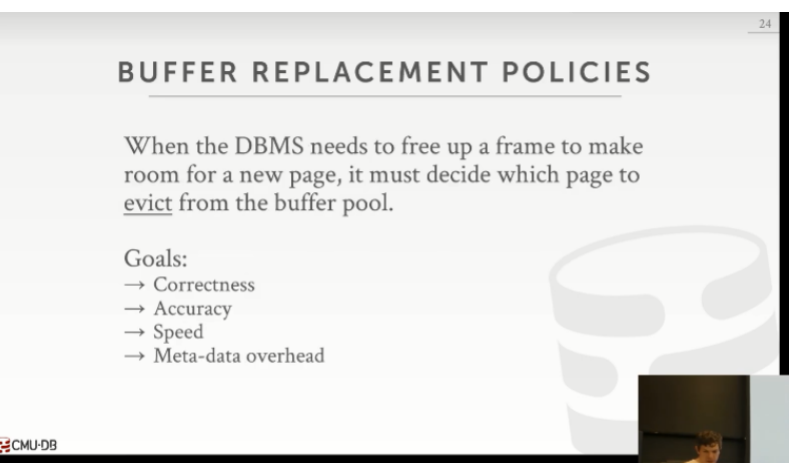 24
BUFFER REPLACEMENT POLICIES
When the DBMS needs to free up a frame to make
room for a new page, it must decide which page to
evict from the buffer pool.
Goals:
→ Correctness
→ Accuracy
→ Speed
→ Meta-data overhead
CMU·DB